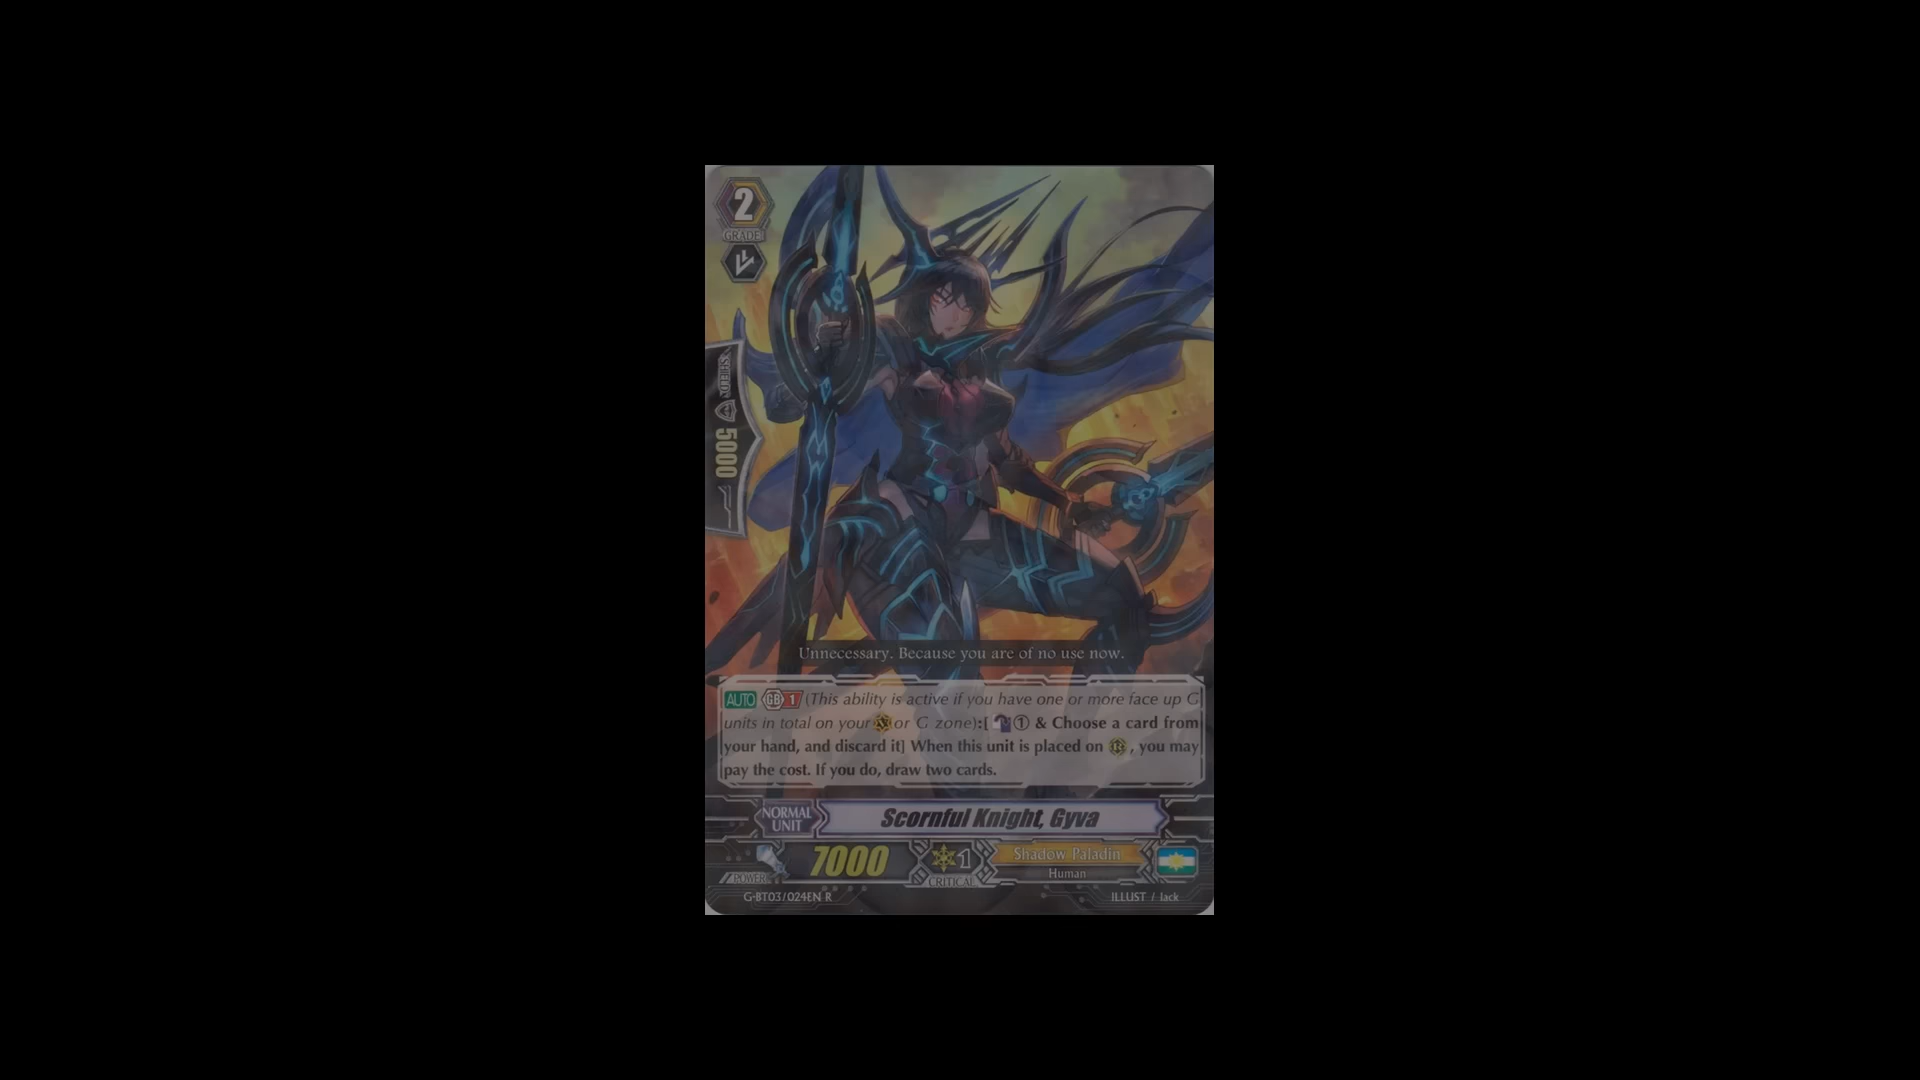 2
GRADE
SHIELD
5000
Unnecessary. Because you are of no use now.
AUTO GB 1 (This ability is active if you have one or more face up G
units in total on your V or G zone):[ ① & Choose a card from
your hand, and discard it] When this unit is placed on R, you may
pay the cost. If you do, draw two cards.
NORMAL
UNIT
Scornful Knight, Gyva
POWER
7000
1
CRITICAL
Shadow Paladin
Human
G-BT03/024EN R
ILLUST / lack